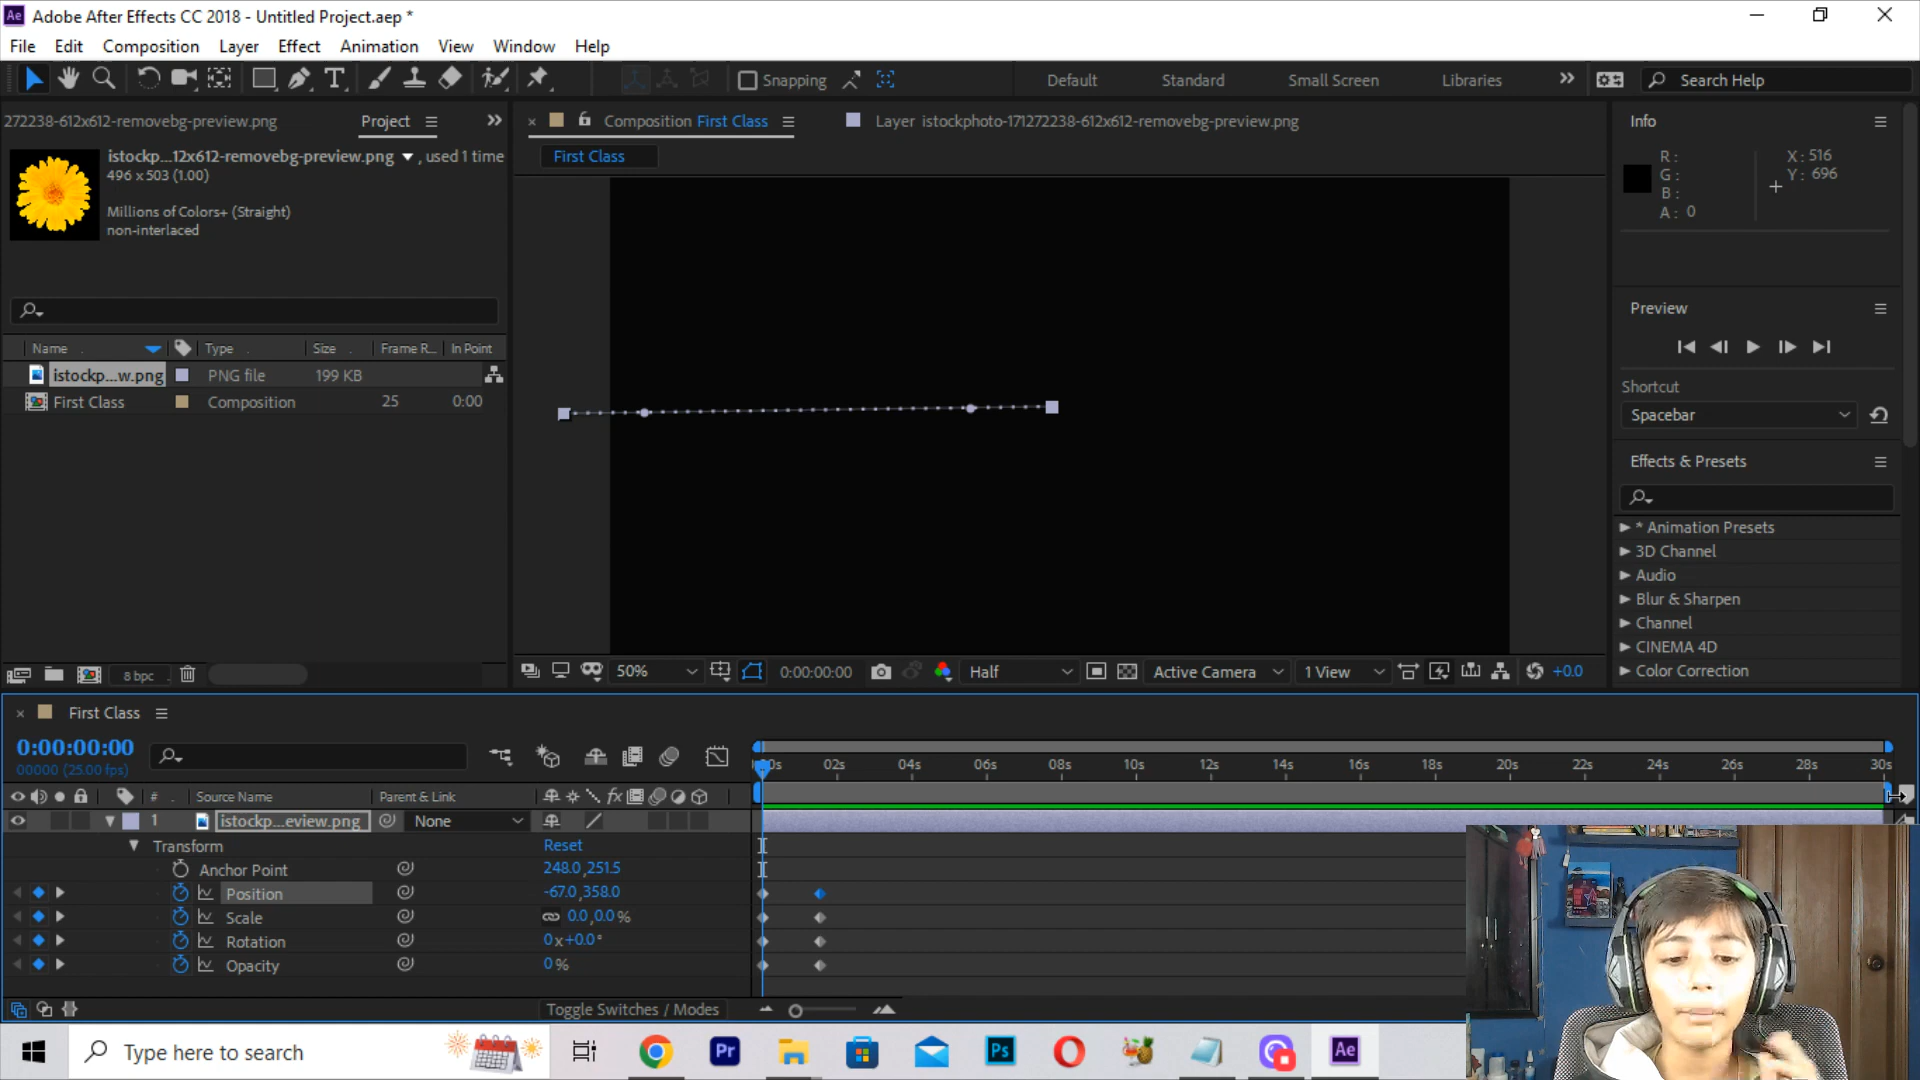 Adobe After Effects CC 2018 - Untitled Project.aep *
File Edit Composition Layer Effect Animation View Window Help
Snapping Default Standard Small Screen Libraries Search Help
272238-612x612-removebg-preview.png Project
istockp...12x612-removebg-preview.png , used 1 time
496 x 503 (1.00)
Millions of Colors+ (Straight)
non-interlaced
Name Type Size Frame R... In Point
istockp...w.png PNG file 199 KB
First Class Composition 25 0:00
8 bpc
Composition First Class Layer istockphoto-171272238-612x612-removebg-preview.png
First Class
50% 0:00:00:00 Half Active Camera 1 View +0.0
Info
R: X: 516
G: Y: 696
B:
A: 0
Preview
Shortcut
Spacebar
Effects & Presets
* Animation Presets
3D Channel
Audio
Blur & Sharpen
Channel
CINEMA 4D
Color Correction
First Class
0:00:00:00
00000 (25.00 fps)
02s 04s 06s 08s 10s 12s 14s 16s 18s 20s 22s 24s 26s 28s 30s
# Source Name Parent & Link fx
1 istockp...eview.png None
Transform Reset
Anchor Point 248.0,251.5
Position -67.0,358.0
Scale 0.0,0.0 %
Rotation 0x+0.0°
Opacity 0 %
Toggle Switches / Modes
Type here to search Pr Ps Ae